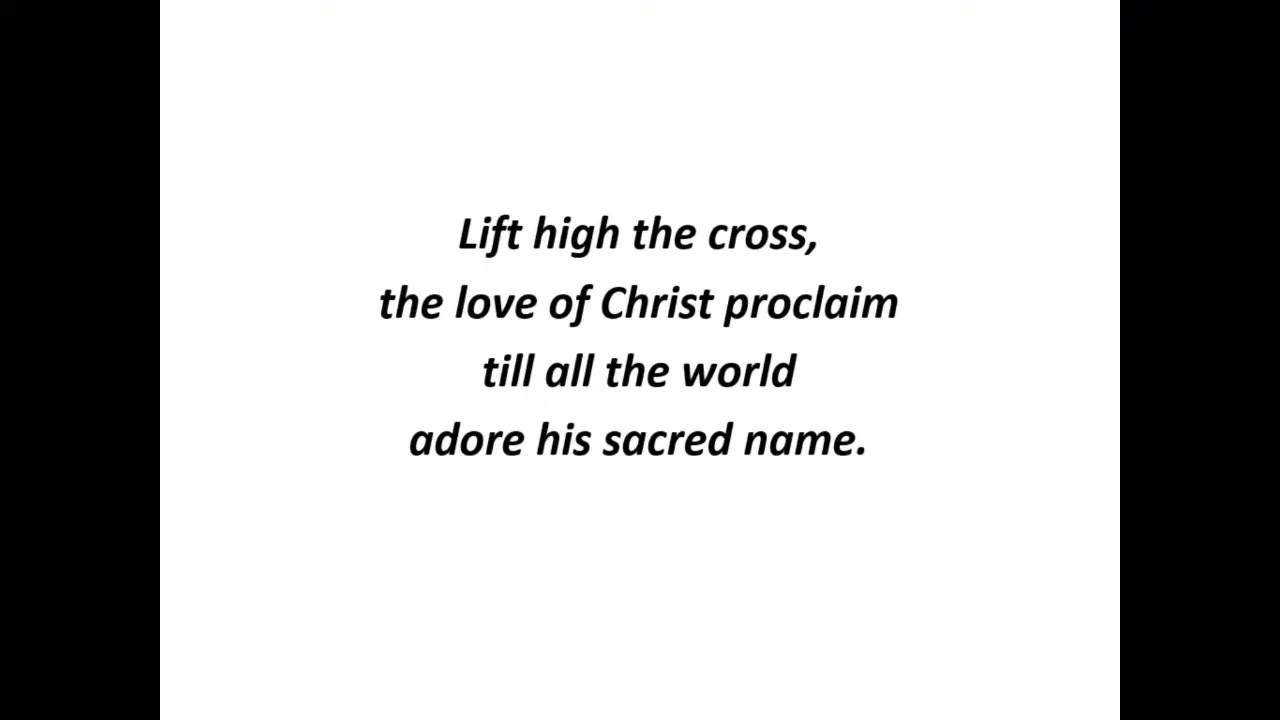 Lift high the cross,
the love of Christ proclaim
till all the world
adore his sacred name.